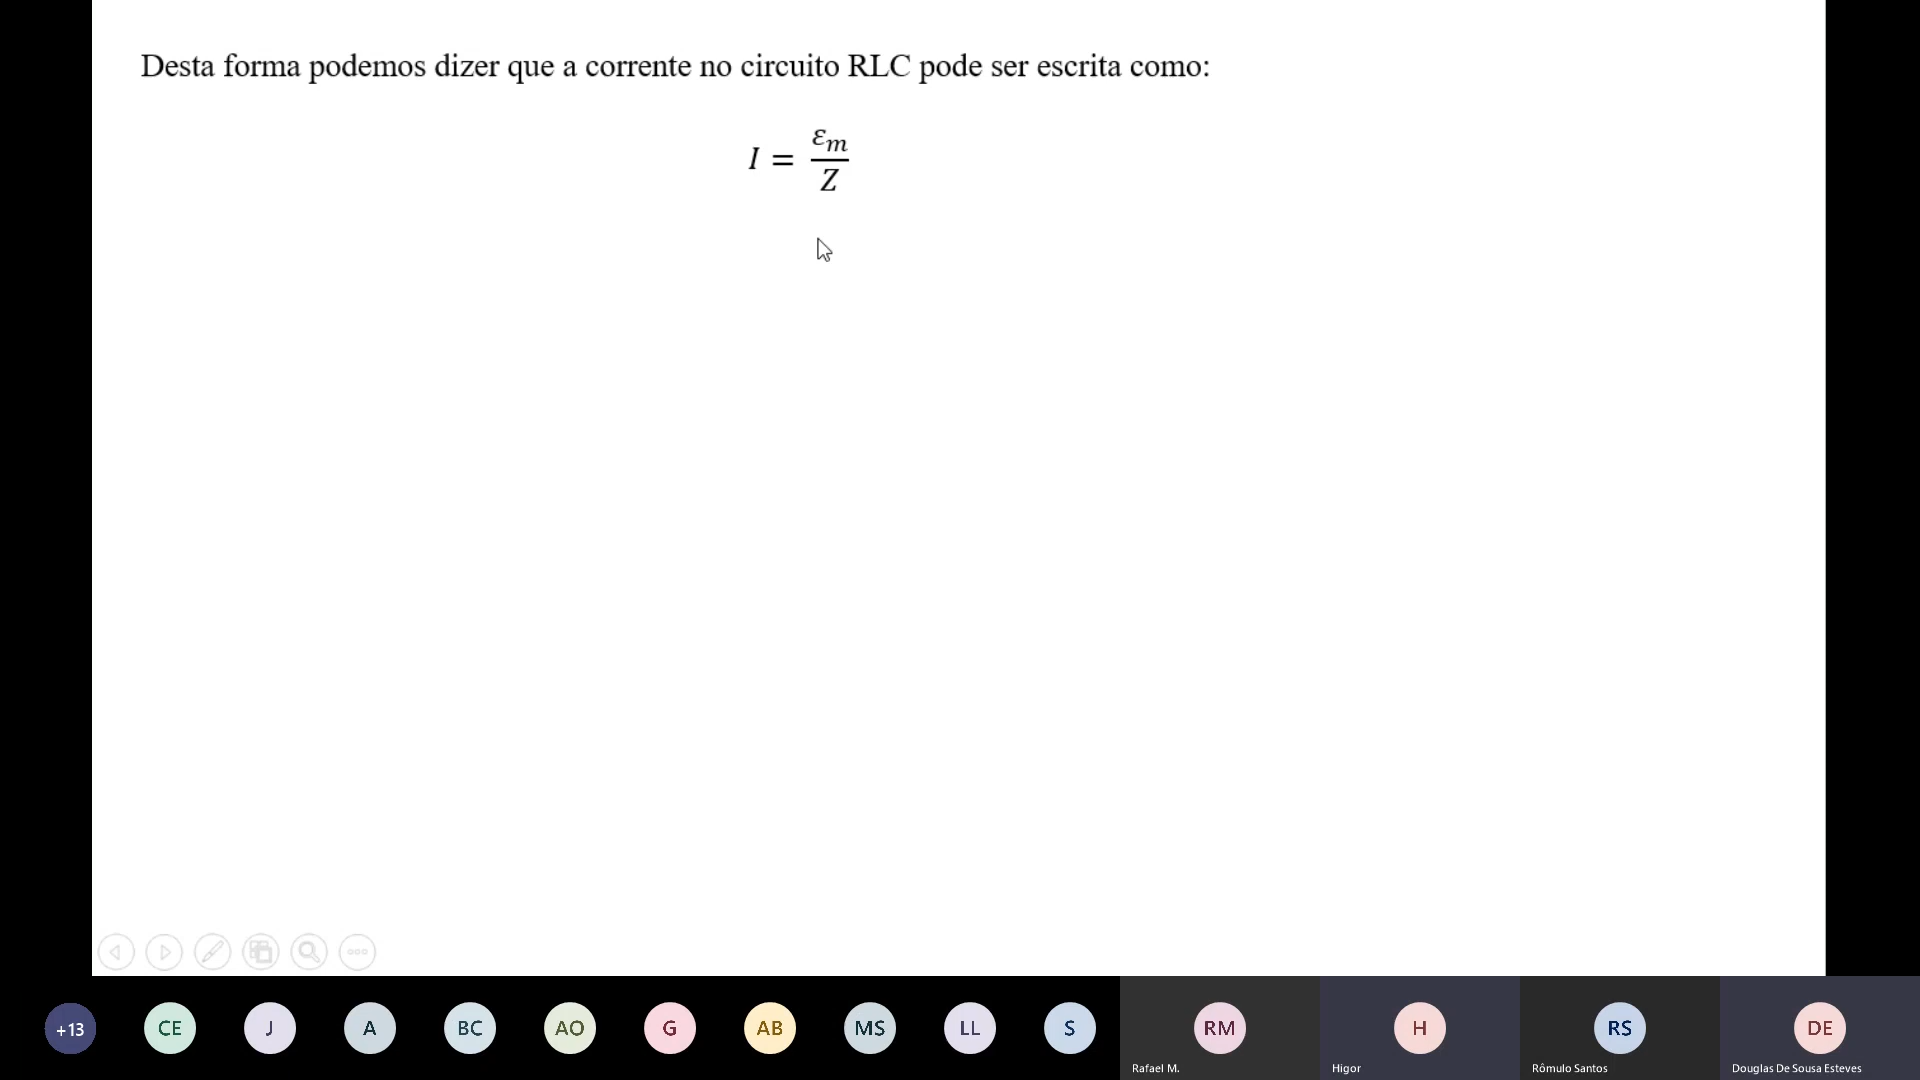 Desta forma podemos dizer que a corrente no circuito RLC pode ser escrita como:
I = εm / Z
+13 CE J A BC AO G AB MS LL S RM H RS DE
Rafael M. Higor Rômulo Santos Douglas De Sousa Esteves